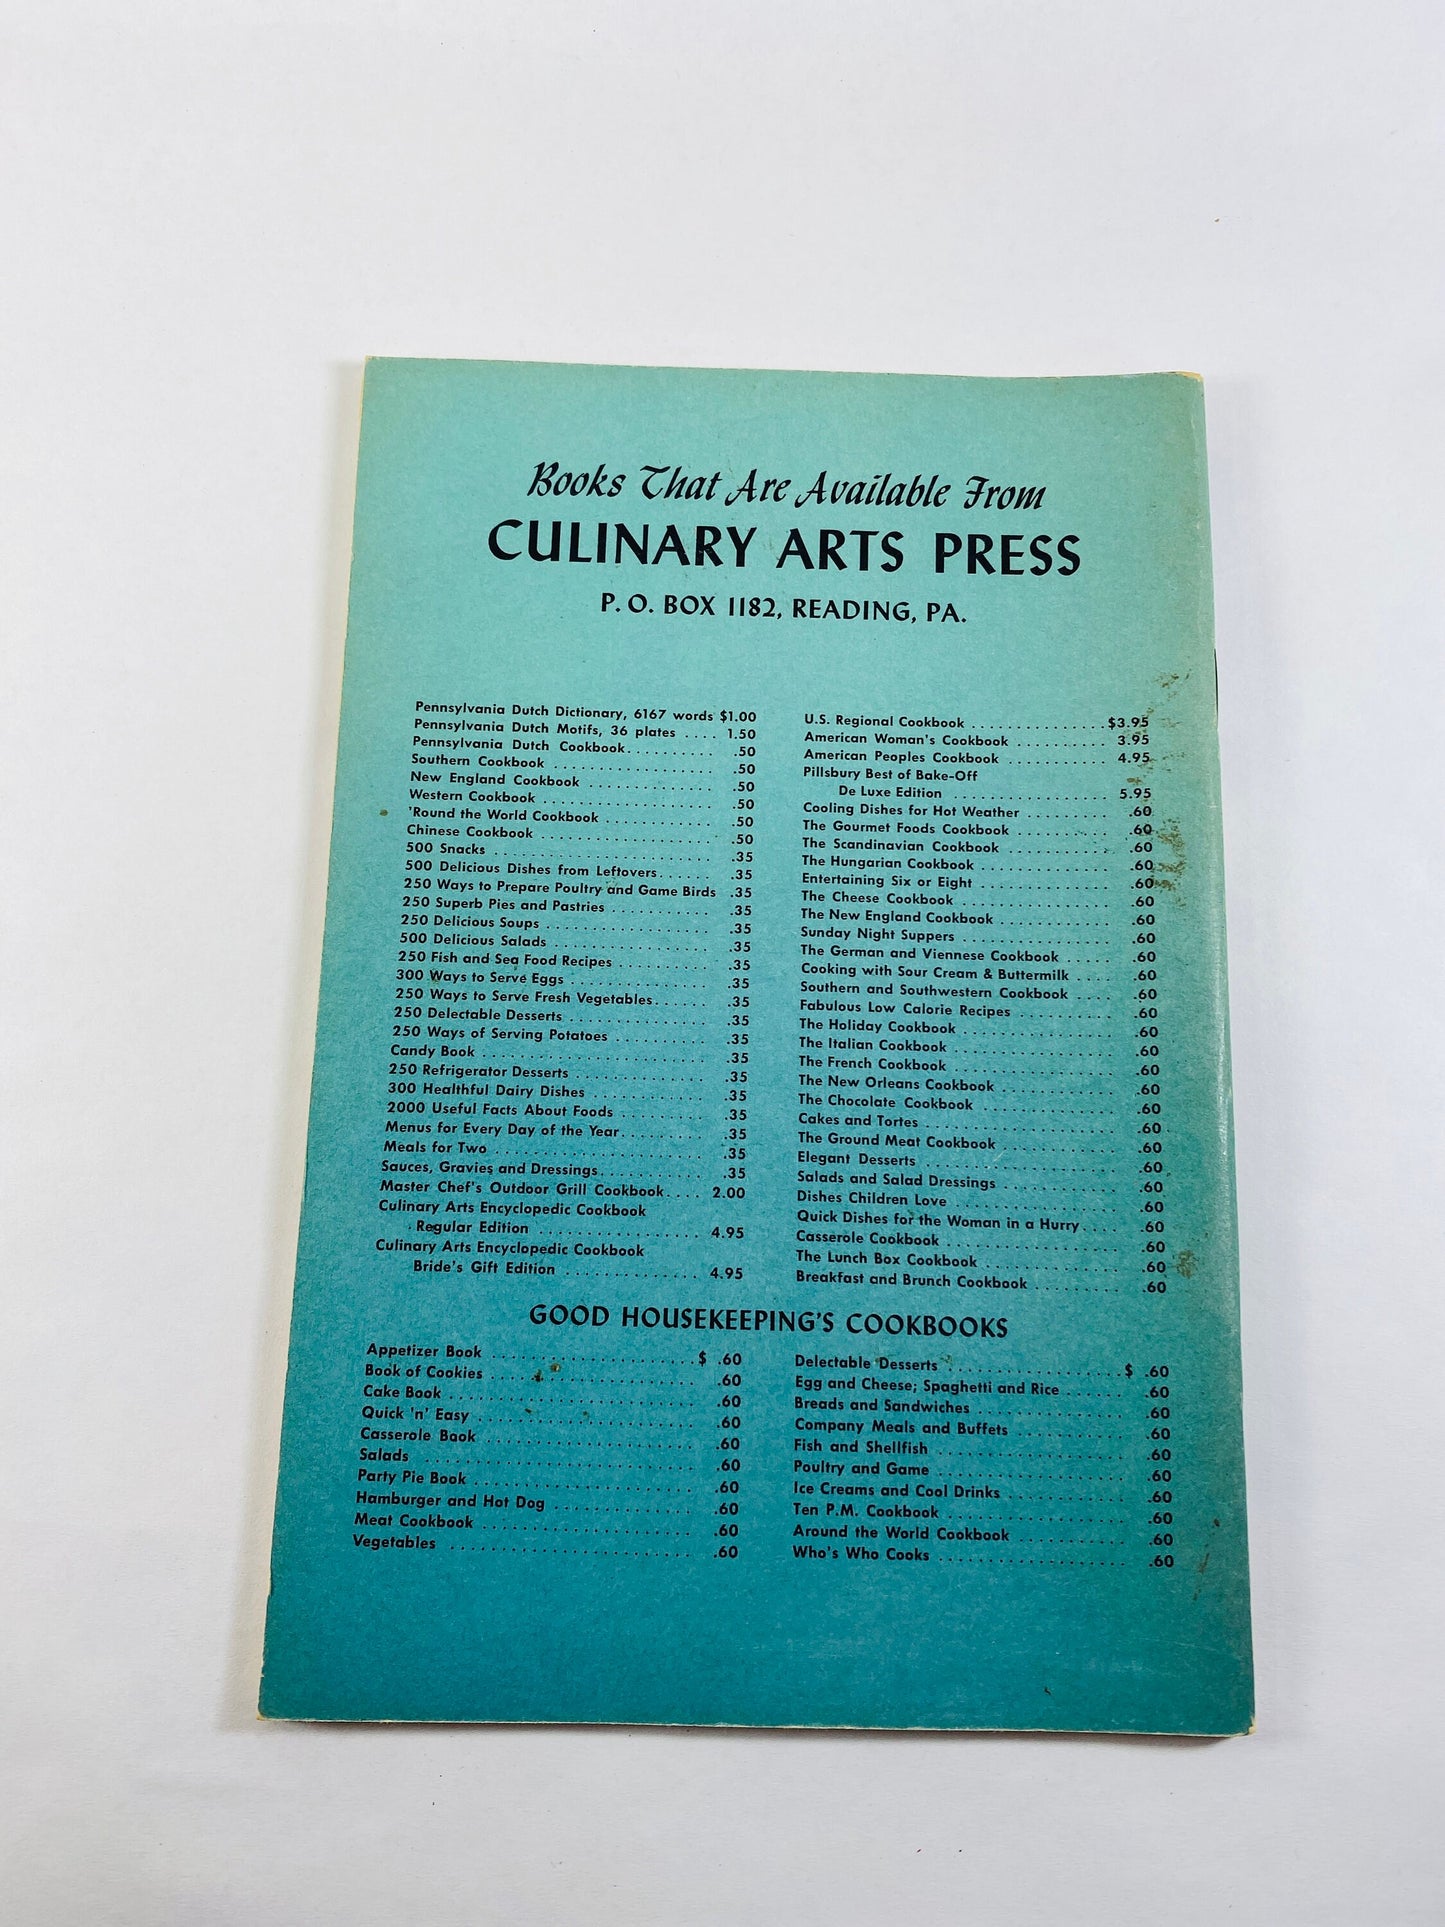 Books That Are Available From
CULINARY ARTS PRESS
P. O. BOX 1182, READING, PA.
Pennsylvania Dutch Dictionary, 6167 words $1.00
Pennsylvania Dutch Motifs, 36 plates .... 1.50
Pennsylvania Dutch Cookbook.......... .50
Southern Cookbook .................. .50
New England Cookbook .............. .50
Western Cookbook ................... .50
'Round the World Cookbook ............ .50
Chinese Cookbook ................... .50
500 Snacks ........................ .35
500 Delicious Dishes from Leftovers...... .35
250 Ways to Prepare Poultry and Game Birds .35
250 Superb Pies and Pastries ........... .35
250 Delicious Soups .................. .35
500 Delicious Salads .................. .35
250 Fish and Sea Food Recipes .......... .35
300 Ways to Serve Eggs ............... .35
250 Ways to Serve Fresh Vegetables...... .35
250 Delectable Desserts ................ .35
250 Ways of Serving Potatoes ........... .35
Candy Book ......................... .35
250 Refrigerator Desserts ............... .35
300 Healthful Dairy Dishes ............. .35
2000 Useful Facts About Foods .......... .35
Menus for Every Day of the Year.......... .35
Meals for Two ....................... .35
Sauces, Gravies and Dressings............ .35
Master Chef's Outdoor Grill Cookbook.... 2.00
Culinary Arts Encyclopedic Cookbook
Regular Edition .................. 4.95
Culinary Arts Encyclopedic Cookbook
Bride's Gift Edition ............... 4.95
U.S. Regional Cookbook ...............$3.95
American Woman's Cookbook .......... 3.95
American Peoples Cookbook ........... 4.95
Pillsbury Best of Bake-Off
De Luxe Edition ................. 5.95
Cooling Dishes for Hot Weather ......... .60
The Gourmet Foods Cookbook .......... .60
The Scandinavian Cookbook ............ .60
The Hungarian Cookbook .............. .60
Entertaining Six or Eight .............. .60
The Cheese Cookbook ................ .60
The New England Cookbook ............ .60
Sunday Night Suppers ................ .60
The German and Viennese Cookbook ..... .60
Cooking with Sour Cream & Buttermilk .... .60
Southern and Southwestern Cookbook .... .60
Fabulous Low Calorie Recipes .......... .60
The Holiday Cookbook ................ .60
The Italian Cookbook ................. .60
The French Cookbook ................. .60
The New Orleans Cookbook ............ .60
The Chocolate Cookbook .............. .60
Cakes and Tortes .................... .60
The Ground Meat Cookbook ............ .60
Elegant Desserts ..................... .60
Salads and Salad Dressings ............ .60
Dishes Children Love ................. .60
Quick Dishes for the Woman in a Hurry.... .60
Casserole Cookbook .................. .60
The Lunch Box Cookbook .............. .60
Breakfast and Brunch Cookbook ......... .60
GOOD HOUSEKEEPING'S COOKBOOKS
Appetizer Book .......................$ .60
Book of Cookies ..................... .60
Cake Book ......................... .60
Quick 'n' Easy ...................... .60
Casserole Book ..................... .60
Salads ............................ .60
Party Pie Book ...................... .60
Hamburger and Hot Dog .............. .60
Meat Cookbook ..................... .60
Vegetables ......................... .60
Delectable Desserts ...................$ .60
Egg and Cheese; Spaghetti and Rice ...... .60
Breads and Sandwiches ............... .60
Company Meals and Buffets ........... .60
Fish and Shellfish .................... .60
Poultry and Game ................... .60
Ice Creams and Cool Drinks ............ .60
Ten P.M. Cookbook .................. .60
Around the World Cookbook ........... .60
Who's Who Cooks ................... .60